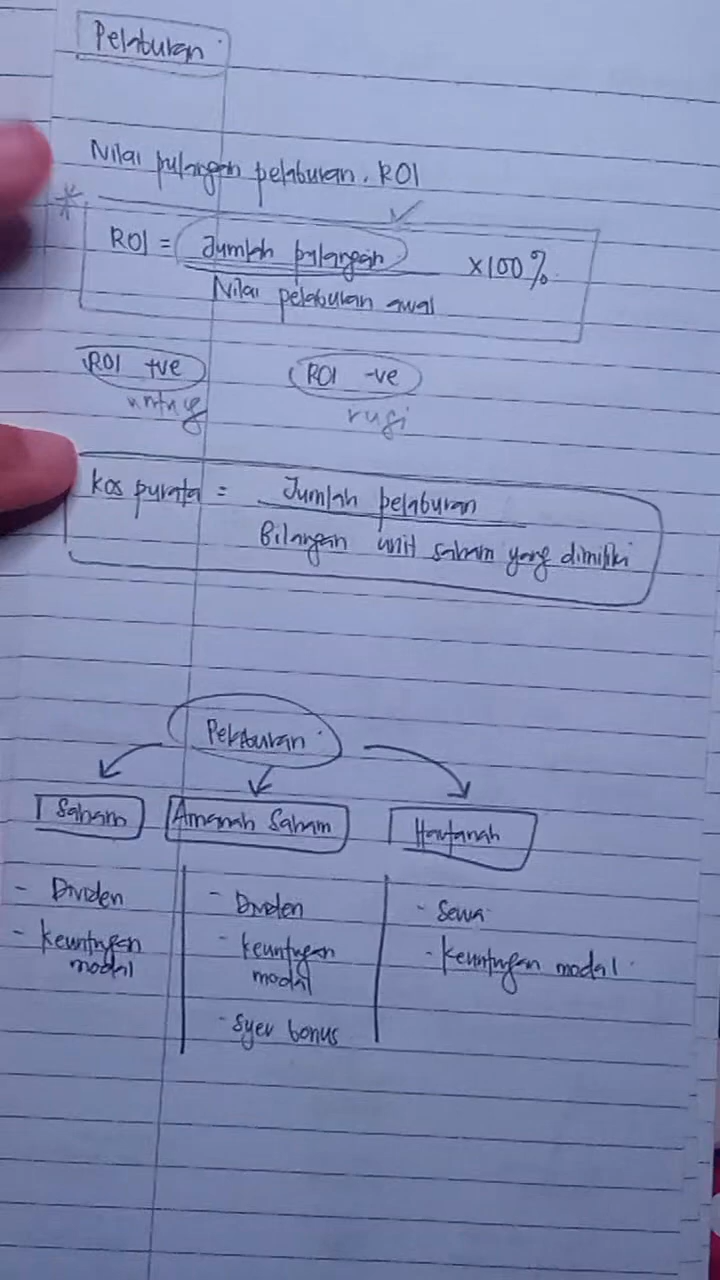 Pelaburan
Nilai pulangan pelaburan. ROI
* ROI = Jumlah pulangan x100%
Nilai pelaburan awal
ROI +ve ROI -ve
untung rugi
Kos purata = Jumlah pelaburan
Bilangan unit saham yang dimiliki
Pelaburan
Saham Amanah Saham Hartanah
- Dividen - Dividen - Sewa
- keuntungan modal - keuntungan modal - keuntungan modal
- Syer bonus